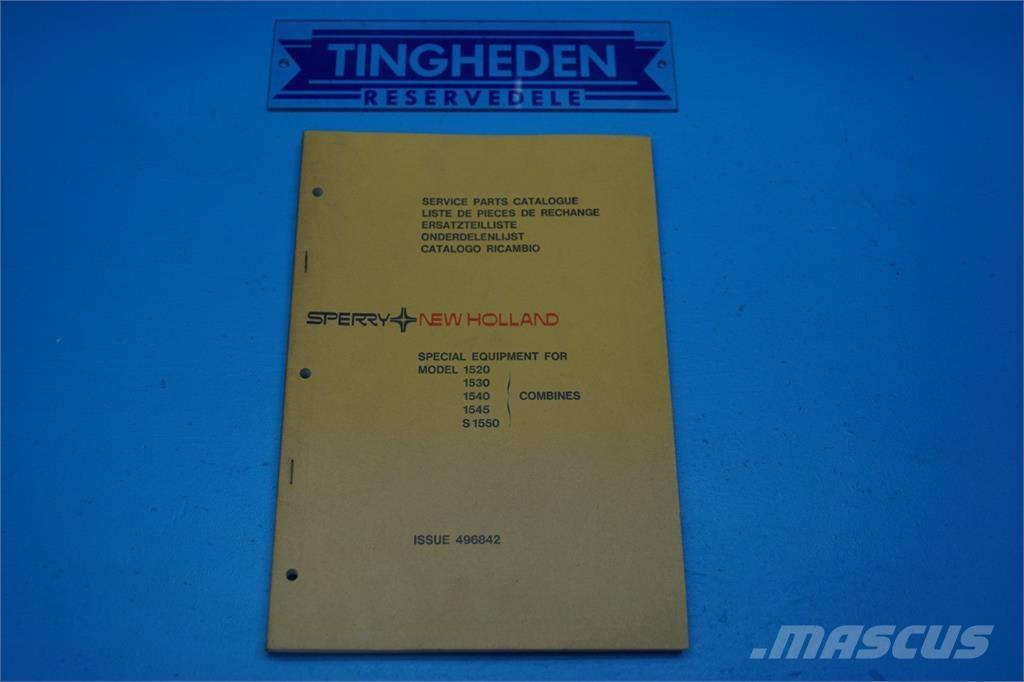 TINGHEDEN
RESERVEDELE
SERVICE PARTS CATALOGUE
LISTE DE PIECES DE RECHANGE
ERSATZTEILLISTE
ONDERDELENLIJST
CATALOGO RICAMBIO
SPERRY NEW HOLLAND
SPECIAL EQUIPMENT FOR
MODEL 1520
1530
1540 COMBINES
1545
S 1550
ISSUE 496842
MASCUS